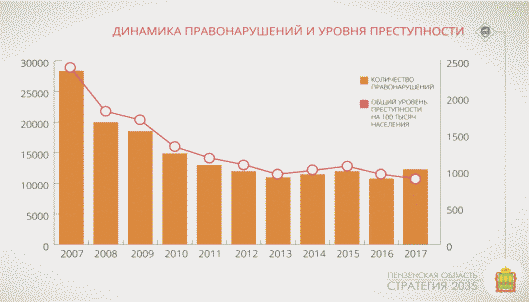 ДИНАМИКА ПРАВОНАРУШЕНИЙ И УРОВНЯ ПРЕСТУПНОСТИ
30000
25000
20000
15000
10000
5000
0
2500
2000
1500
1000
500
0
КОЛИЧЕСТВО
ПРАВОНАРУШЕНИЙ
ОБЩИЙ УРОВЕНЬ
ПРЕСТУПНОСТИ
НА 100 ТЫСЯЧ
НАСЕЛЕНИЯ
2007 2008 2009 2010 2011 2012 2013 2014 2015 2016 2017
ПЕНЗЕНСКАЯ ОБЛАСТЬ
СТРАТЕГИЯ 2035